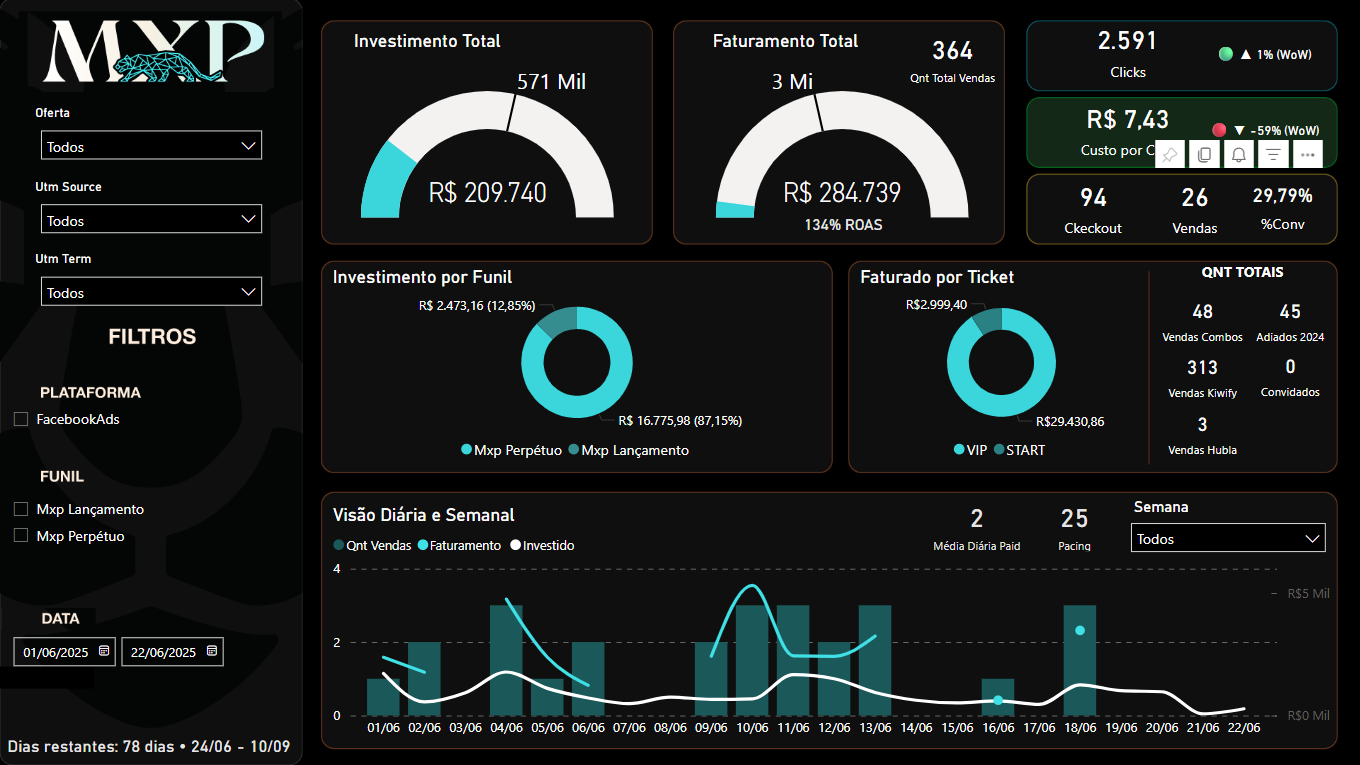 MXP
Oferta
Todos
Utm Source
Todos
Utm Term
Todos
FILTROS
PLATAFORMA
FacebookAds
FUNIL
Mxp Lançamento
Mxp Perpétuo
DATA
01/06/2025 22/06/2025
Dias restantes: 78 dias • 24/06 - 10/09
Investimento Total
571 Mil
R$ 209.740
Faturamento Total
364
Qnt Total Vendas
3 Mi
R$ 284.739
134% ROAS
2.591
Clicks
▲ 1% (WoW)
R$ 7,43
Custo por C
▼ -59% (WoW)
94 26 29,79%
Ckeckout Vendas %Conv
Investimento por Funil
R$ 2.473,16 (12,85%)
R$ 16.775,98 (87,15%)
Mxp Perpétuo Mxp Lançamento
Faturado por Ticket
R$2.999,40
R$29.430,86
VIP START
QNT TOTAIS
48 45
Vendas Combos Adiados 2024
313 0
Vendas Kiwify Convidados
3
Vendas Hubla
Visão Diária e Semanal
Qnt Vendas Faturamento Investido
2 25
Média Diária Paid Pacing
Semana
Todos
4
R$5 Mil
2
0
R$0 Mil
01/06 02/06 03/06 04/06 05/06 06/06 07/06 08/06 09/06 10/06 11/06 12/06 13/06 14/06 15/06 16/06 17/06 18/06 19/06 20/06 21/06 22/06